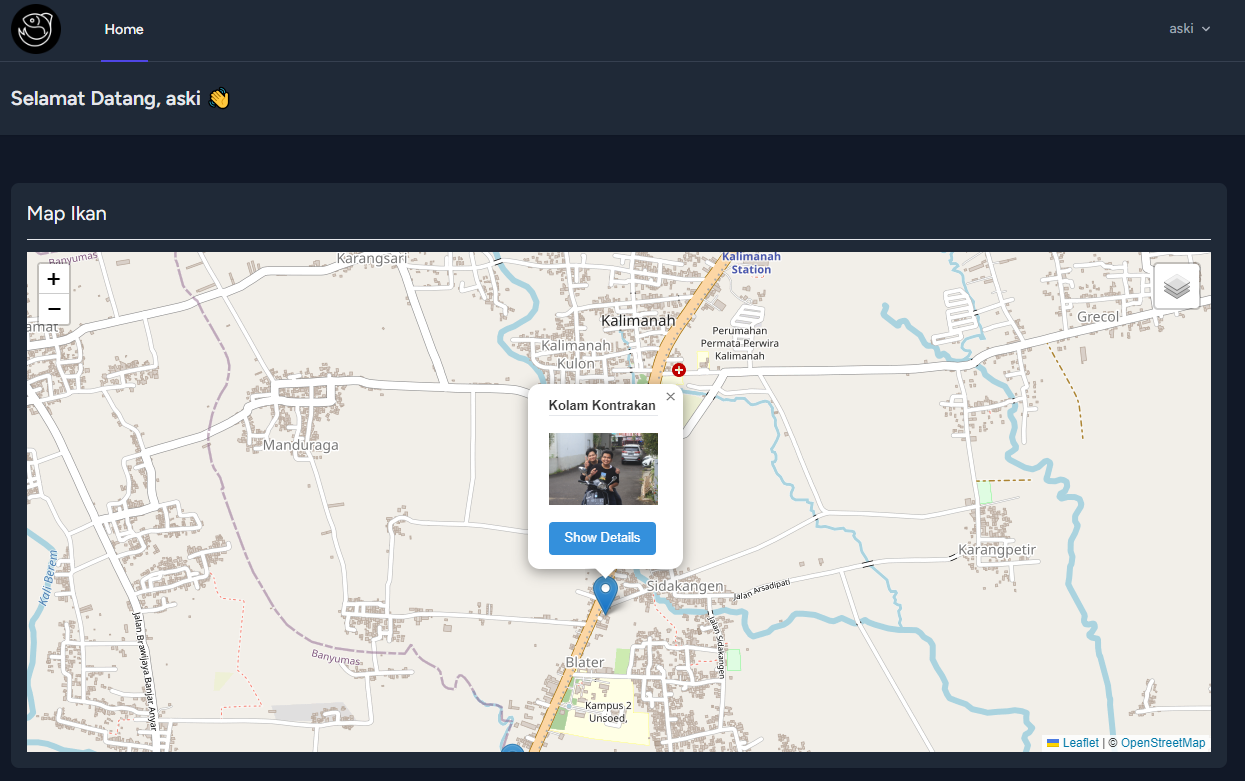 Home
aski
Selamat Datang, aski 👋
Map Ikan
+
−
Banyumas
Karangsari
Kalimanah
Station
Kalimanah
Perumahan
Permata Perwira
Kalimanah
Grecol
Kalimanah
Kulon
Manduraga
Kolam Kontrakan
×
Show Details
Karangpetir
Sidakangen
Jalan Arsadipati
Kali Berem
Jalan Brawijaya Banjar Anyar
Jalan Sidakangen
Banyumas
Blater
Kampus 2
Unsoed,
Leaflet | © OpenStreetMap